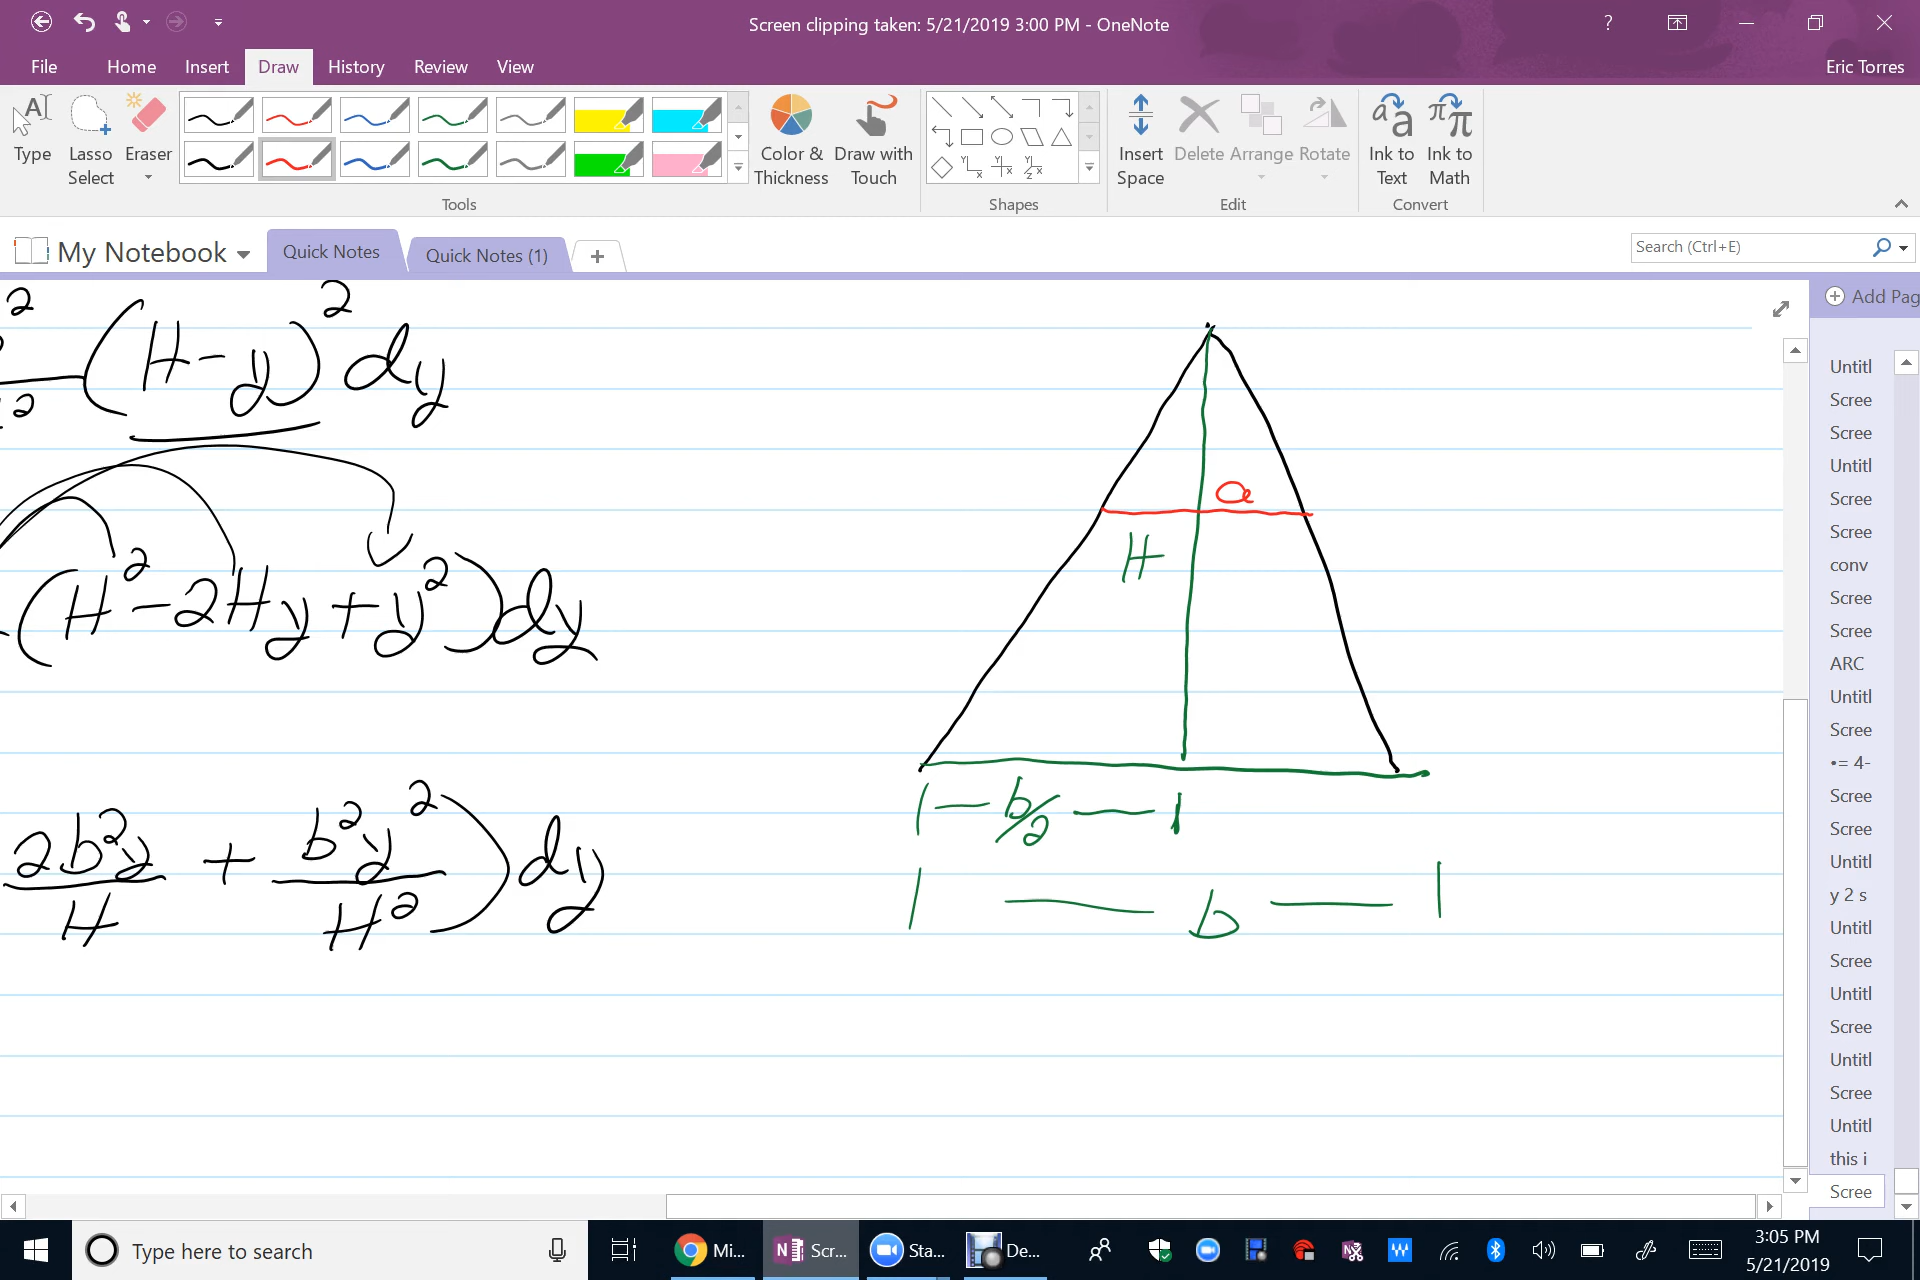 Screen clipping taken: 5/21/2019 3:00 PM - OneNote
?
File Home Insert Draw History Review View
Eric Torres
Type
Lasso Select
Eraser
Color & Thickness
Draw with Touch
Insert Space
Delete
Arrange
Rotate
Ink to Text
Ink to Math
Tools
Shapes
Edit
Convert
My Notebook
Quick Notes
Quick Notes (1)
+
Search (Ctrl+E)
2
(H-y)² dy
2
(H² - 2Hy + y²) dy
2b²y/H + b²y²/H²) dy
a
H
|— b/2 —|
| — b — |
Add Pag
Untitl
Scree
Scree
Untitl
Scree
Scree
conv
Scree
Scree
ARC
Untitl
Scree
•= 4-
Scree
Scree
Untitl
y 2 s
Untitl
Scree
Untitl
Scree
Untitl
Scree
Untitl
this i
Scree
Type here to search
Mi...
Scr...
Sta...
De...
3:05 PM
5/21/2019